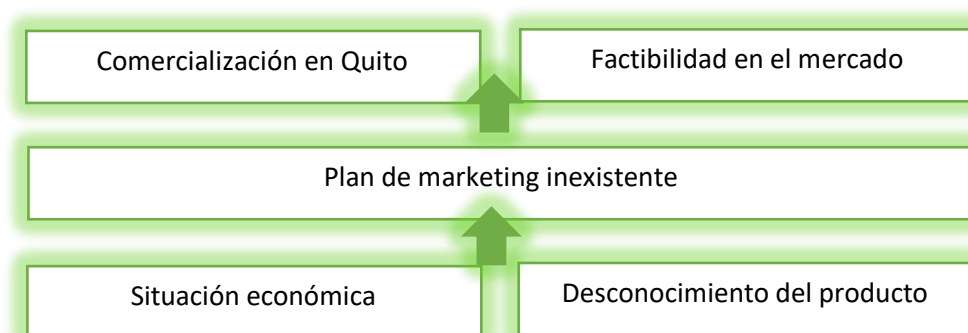 Comercialización en Quito
Factibilidad en el mercado
Plan de marketing inexistente
Situación económica
Desconocimiento del producto